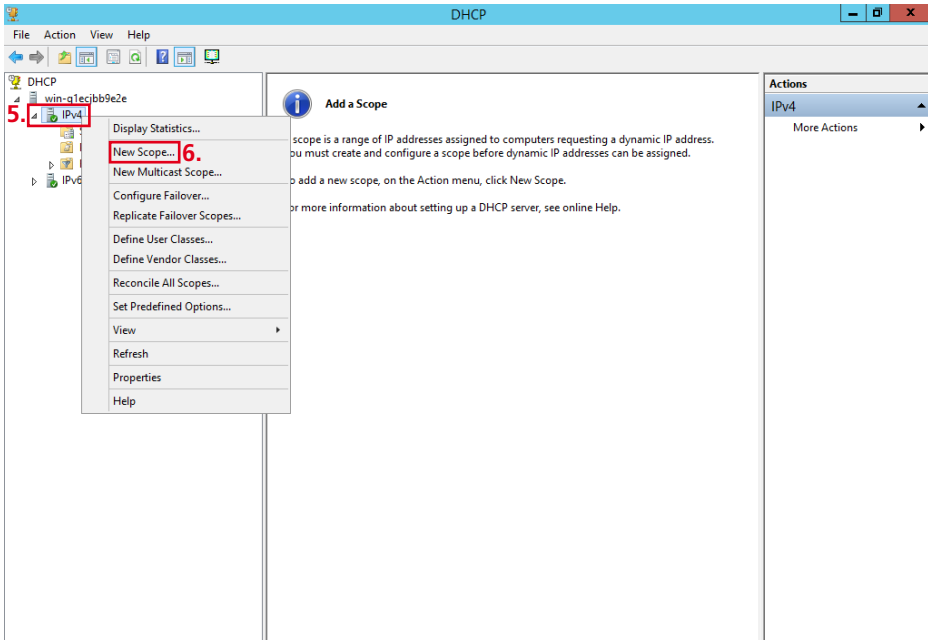 DHCP
File Action View Help
DHCP
win-q1ecjbb9e2e
5. IPv4
IPv6
Display Statistics...
New Scope... 6.
New Multicast Scope...
Configure Failover...
Replicate Failover Scopes...
Define User Classes...
Define Vendor Classes...
Reconcile All Scopes...
Set Predefined Options...
View
Refresh
Properties
Help
Add a Scope
scope is a range of IP addresses assigned to computers requesting a dynamic IP address.
ou must create and configure a scope before dynamic IP addresses can be assigned.
o add a new scope, on the Action menu, click New Scope.
or more information about setting up a DHCP server, see online Help.
Actions
IPv4
More Actions